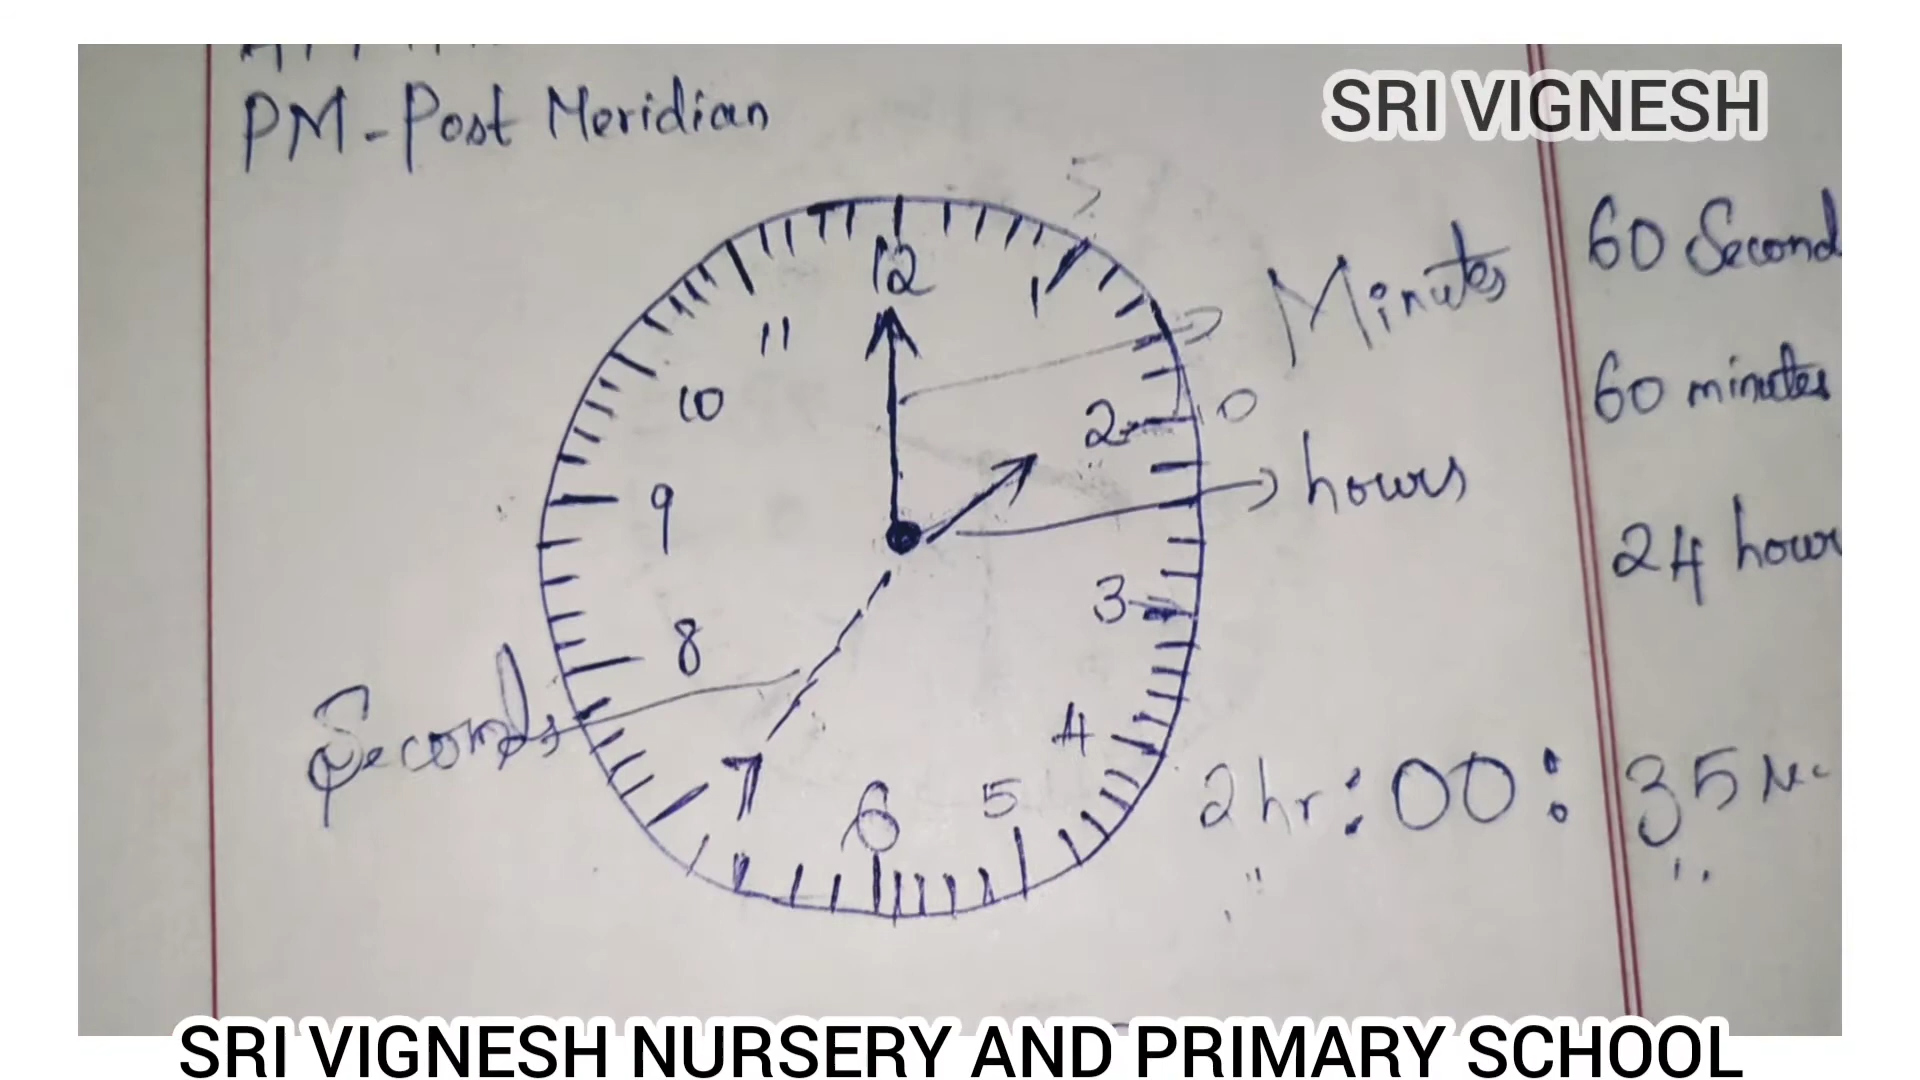 PM - Post Meridian
SRI VIGNESH
5
60 Second
Minutes
12
1
11
60 minutes
10
2
10
hours
9
24 hour
3
8
Seconds
4
7
6
5
2hr : 00 : 35
SRI VIGNESH NURSERY AND PRIMARY SCHOOL